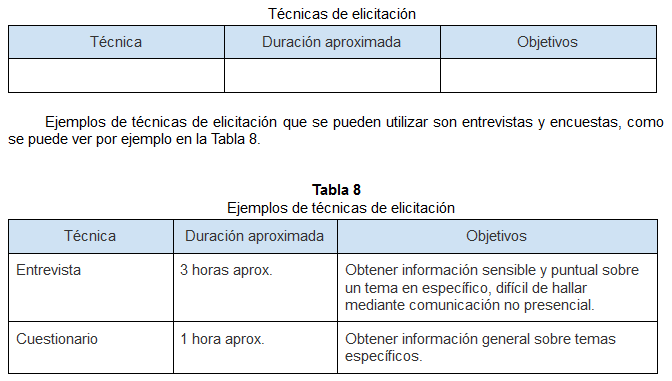 Técnicas de elicitación
Técnica Duración aproximada Objetivos
Ejemplos de técnicas de elicitación que se pueden utilizar son entrevistas y encuestas, como
se puede ver por ejemplo en la Tabla 8.
Tabla 8
Ejemplos de técnicas de elicitación
Técnica Duración aproximada Objetivos
Entrevista 3 horas aprox. Obtener información sensible y puntual sobre
un tema en específico, difícil de hallar
mediante comunicación no presencial.
Cuestionario 1 hora aprox. Obtener información general sobre temas
específicos.